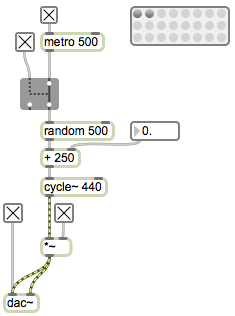 metro 500
random 500
0.
+ 250
cycle~ 440
*~
dac~